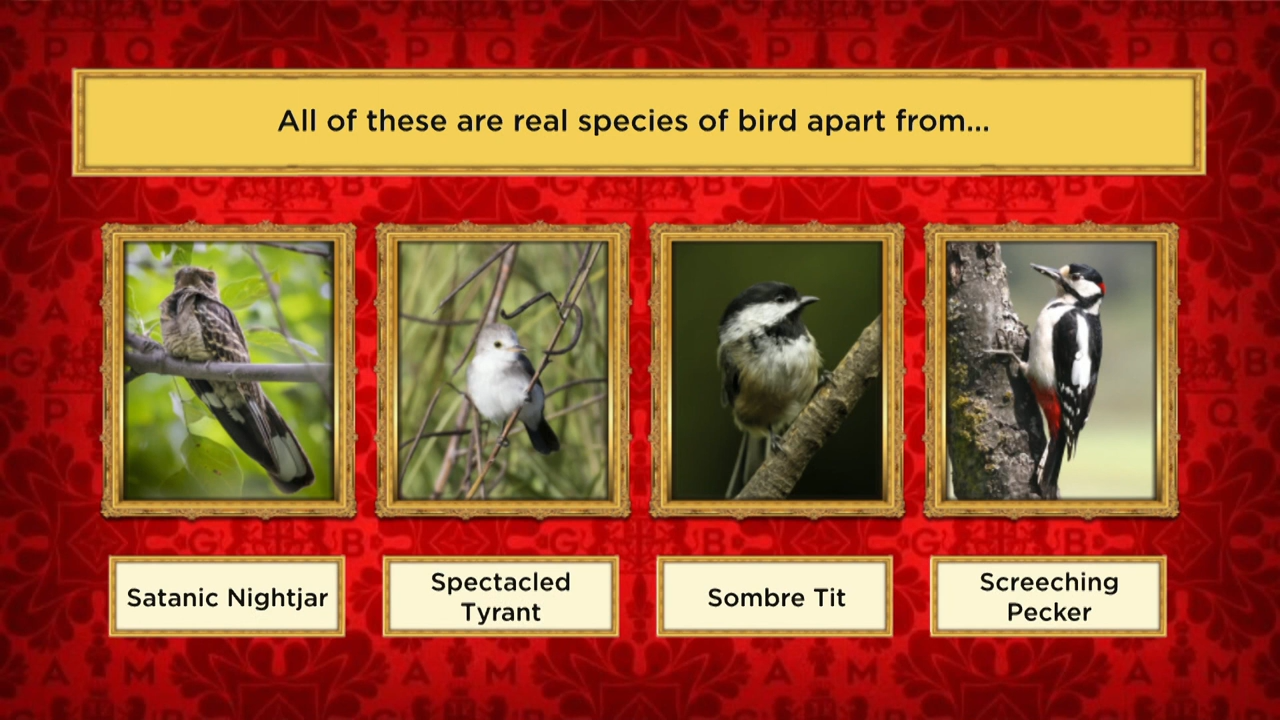 All of these are real species of bird apart from...
Satanic Nightjar
Spectacled
Tyrant
Sombre Tit
Screeching
Pecker